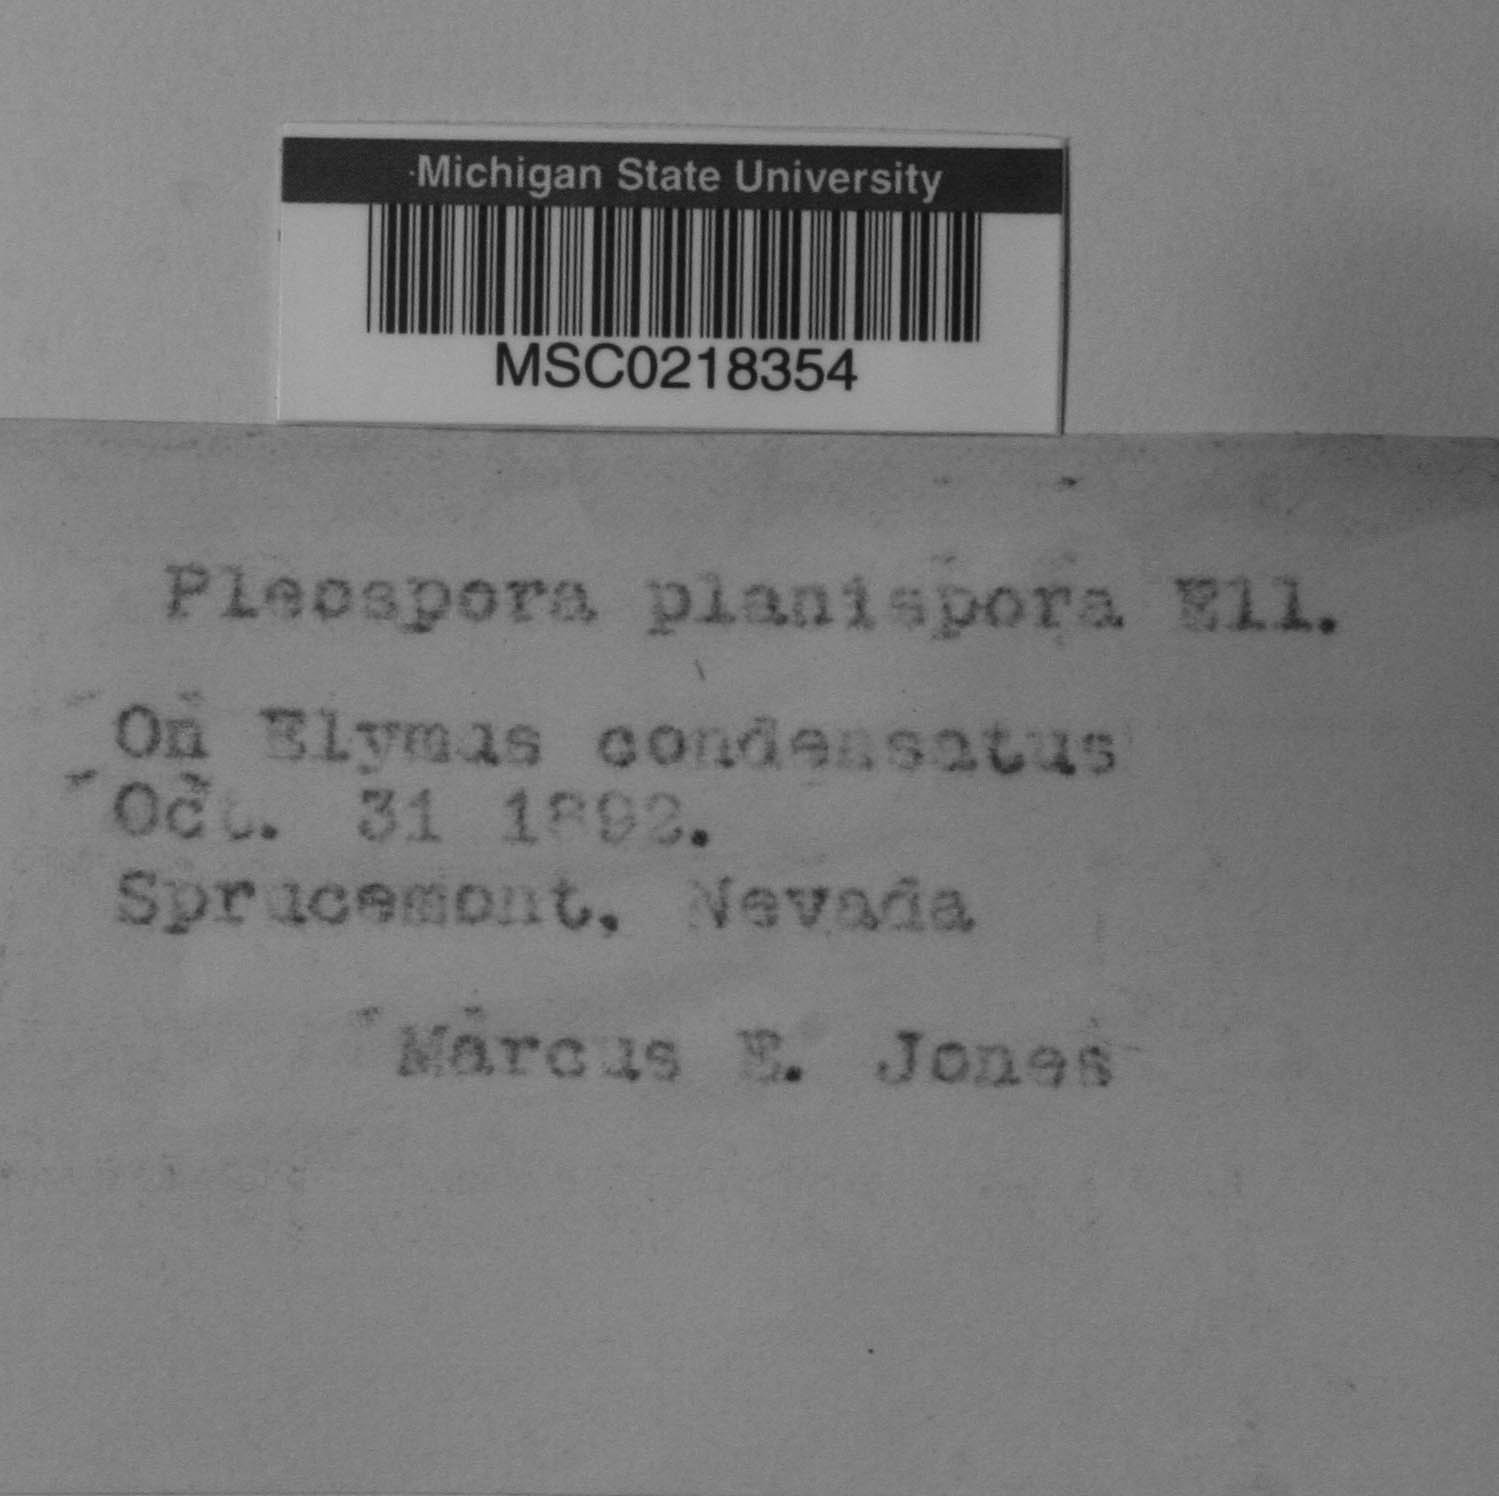 Michigan State University
MSC0218354
Pleospora planispora Ell.
On Elymus condensatus
Oct. 31 1892.
Sprucemont, Nevada
Marcus E. Jones